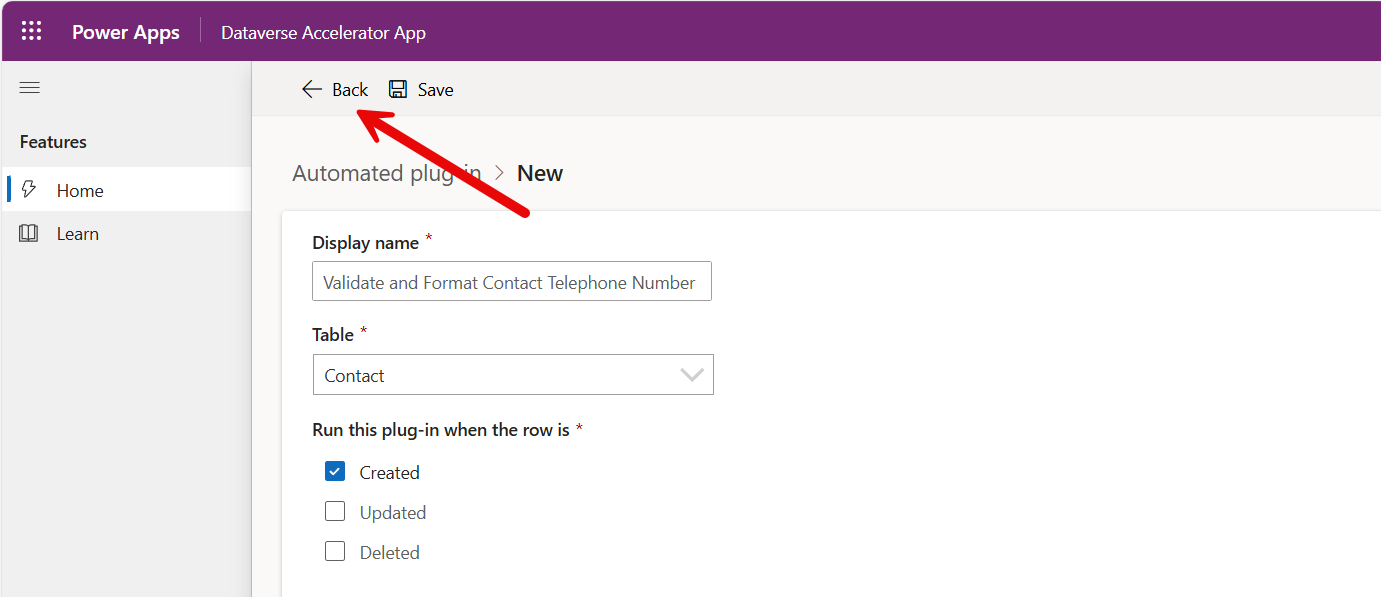 Power Apps Dataverse Accelerator App
Back Save
Features
Automated plug-in > New
Home
Learn
Display name *
Validate and Format Contact Telephone Number
Table *
Contact
Run this plug-in when the row is *
Created
Updated
Deleted